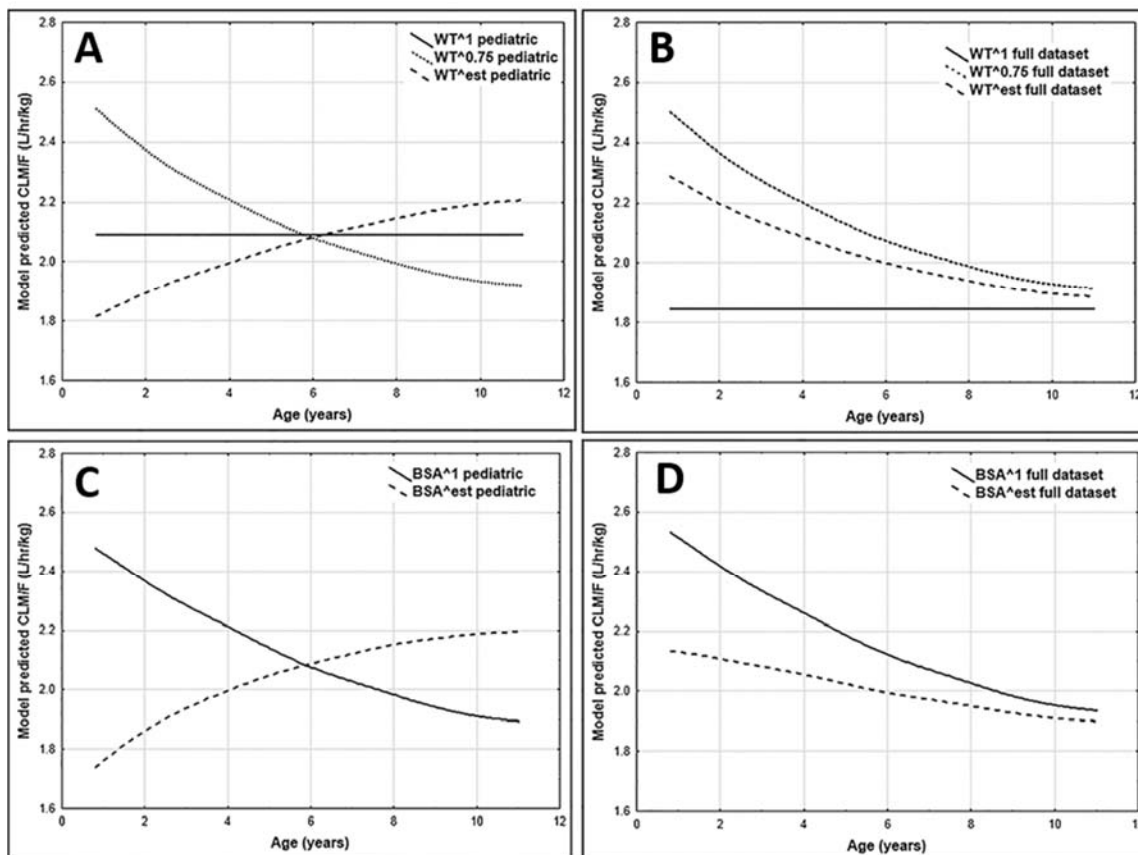 A
WT^1 pediatric
WT^0.75 pediatric
WT^est pediatric
Model predicted CLM/F (L/hr/kg)
2.8
2.6
2.4
2.2
2.0
1.8
1.6
0 2 4 6 8 10 12
Age (years)
B
WT^1 full dataset
WT^0.75 full dataset
WT^est full dataset
Model predicted CLM/F (L/hr/kg)
2.8
2.6
2.4
2.2
2.0
1.8
1.6
0 2 4 6 8 10 12
Age (years)
C
BSA^1 pediatric
BSA^est pediatric
Model predicted CLM/F (L/hr/kg)
2.8
2.6
2.4
2.2
2.0
1.8
1.6
0 2 4 6 8 10 12
Age (years)
D
BSA^1 full dataset
BSA^est full dataset
Model predicted CLM/F (L/hr/kg)
2.8
2.6
2.4
2.2
2.0
1.8
1.6
0 2 4 6 8 10 12
Age (years)